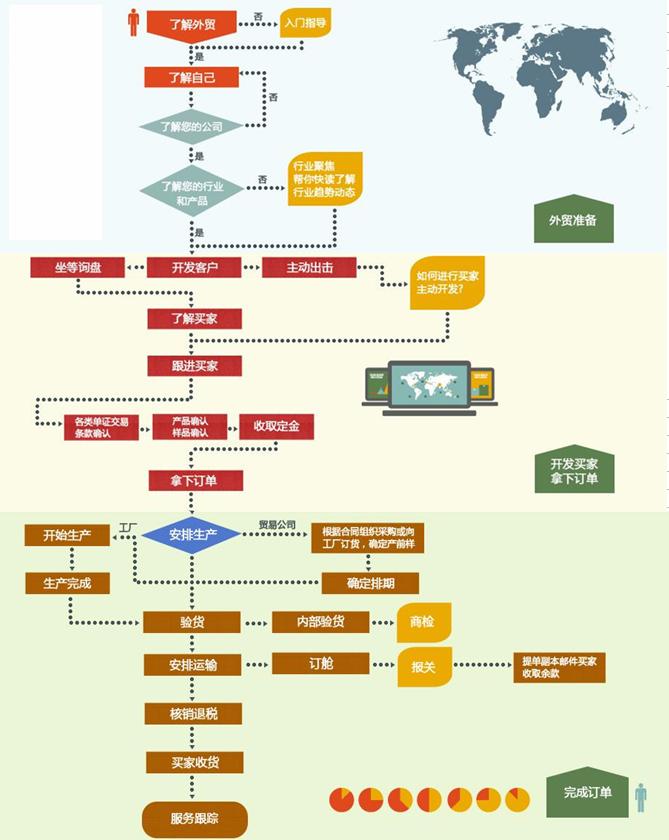 了解外贸
否
入门指导
是
了解自己
否
了解您的公司
是
了解您的行业
和产品
否
行业聚焦
帮你快读了解
行业趋势动态
是
外贸准备
坐等询盘
开发客户
主动出击
如何进行买家
主动开发?
了解买家
跟进买家
各类单证交易
条款确认
产品确认
样品确认
收取定金
拿下订单
开发买家
拿下订单
开始生产
工厂
安排生产
贸易公司
根据合同组织采购或向
工厂订货，确定产前样
生产完成
确定排期
验货
内部验货
商检
安排运输
订舱
报关
提单副本邮件买家
收取余款
核销退税
买家收货
服务跟踪
完成订单